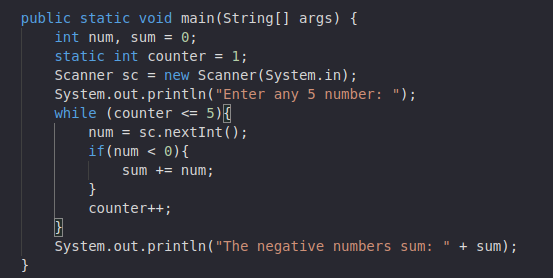 public static void main(String[] args) {
    int num, sum = 0;
    static int counter = 1;
    Scanner sc = new Scanner(System.in);
    System.out.println("Enter any 5 number: ");
    while (counter <= 5){
        num = sc.nextInt();
        if(num < 0){
            sum += num;
        }
        counter++;
    }
    System.out.println("The negative numbers sum: " + sum);
}